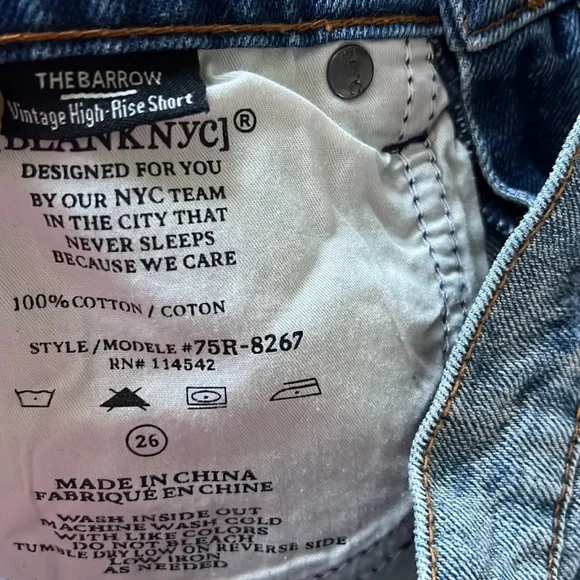 THE BARROW
Vintage High-Rise Short
[BLANKNYC]®
DESIGNED FOR YOU
BY OUR NYC TEAM
IN THE CITY THAT
NEVER SLEEPS
BECAUSE WE CARE
100% COTTON / COTON
STYLE / MODELE #75R-8267
RN# 114542
26
MADE IN CHINA
FABRIQUÉ EN CHINE
WASH INSIDE OUT
MACHINE WASH COLD
WITH LIKE COLORS
DO NOT BLEACH
TUMBLE DRY LOW ON REVERSE SIDE
LOW IRON
AS NEEDED